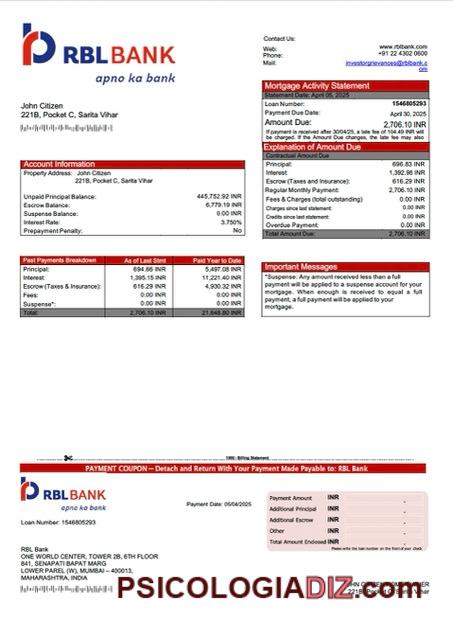 RBL BANK
apno ka bank
Contact Us:
Web: www.rblbank.com
Phone: +91 22 4302 0600
Mail: investorgrievances@rblbank.c
om
John Citizen
221B, Pocket C, Sarita Vihar
Mortgage Activity Statement
Statement Date: April 05, 2025
Loan Number: 1546805293
Payment Due Date: April 30, 2025
Amount Due: 2,706.10 INR
If payment is received after 30/04/25, a late fee of 104.49 INR will
be charged. If the Amount Due changes, the late fee may also
Explanation of Amount Due
Contractual Amount Due
Principal: 696.83 INR
Interest: 1,392.98 INR
Escrow (Taxes and Insurance): 616.29 INR
Regular Monthly Payment: 2,706.10 INR
Fees & Charges (total outstanding) 0.00 INR
Charges since last statement: 0.00 INR
Credits since last statement: 0.00 INR
Overdue Payment: 0.00 INR
Total Amount Due: 2,706.10 INR
Account Information
Property Address: John Citizen
221B, Pocket C, Sarita Vihar
Unpaid Principal Balance: 445,752.92 INR
Escrow Balance: 6,779.19 INR
Suspense Balance: 0.00 INR
Interest Rate: 3.750%
Prepayment Penalty: No
Past Payments Breakdown As of Last Stmt Paid Year to Date
Principal: 694.66 INR 5,497.08 INR
Interest: 1,395.15 INR 11,221.40 INR
Escrow (Taxes & Insurance): 616.29 INR 4,930.32 INR
Fees: 0.00 INR 0.00 INR
Suspense*: 0.00 INR 0.00 INR
Total: 2,706.10 INR 21,648.80 INR
Important Messages
*Suspense: Any amount received less than a full
payment will be applied to a suspense account for your
mortgage. When enough is received to equal a full
payment, a full payment will be applied to your
mortgage.
Billing Statement
PAYMENT COUPON – Detach and Return With Your Payment Made Payable to: RBL Bank
RBL BANK
apno ka bank
Payment Date: 05/04/2025
Loan Number: 1546805293
Payment Amount INR
Additional Principal INR
Additional Escrow INR
Other INR
Total Amount Enclosed INR
Please write the loan number on the front of your check
RBL Bank
ONE WORLD CENTER, TOWER 2B, 6TH FLOOR
841, SENAPATI BAPAT MARG
LOWER PAREL (W), MUMBAI – 400013,
MAHARASHTRA, INDIA
221B, Pocket C, Sarita Vihar
PSICOLOGIADIZ.com